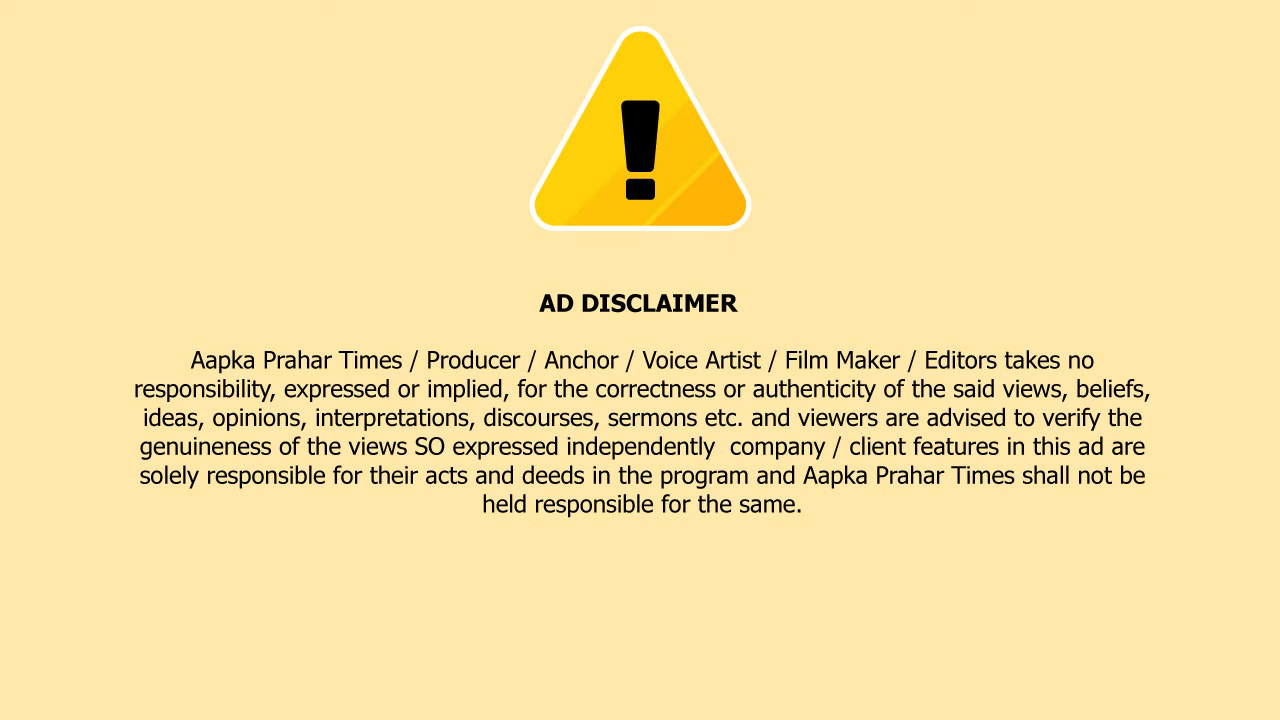 AD DISCLAIMER
Aapka Prahar Times / Producer / Anchor / Voice Artist / Film Maker / Editors takes no
responsibility, expressed or implied, for the correctness or authenticity of the said views, beliefs,
ideas, opinions, interpretations, discourses, sermons etc. and viewers are advised to verify the
genuineness of the views SO expressed independently  company / client features in this ad are
solely responsible for their acts and deeds in the program and Aapka Prahar Times shall not be
held responsible for the same.